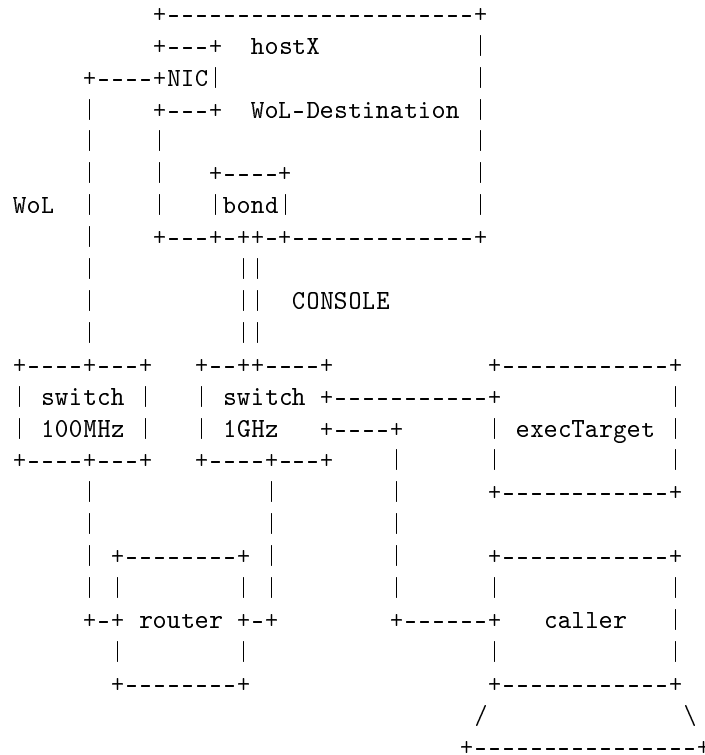 hostX
NIC
WoL-Destination
WoL
bond
CONSOLE
switch switch
100MHz 1GHz execTarget
router caller